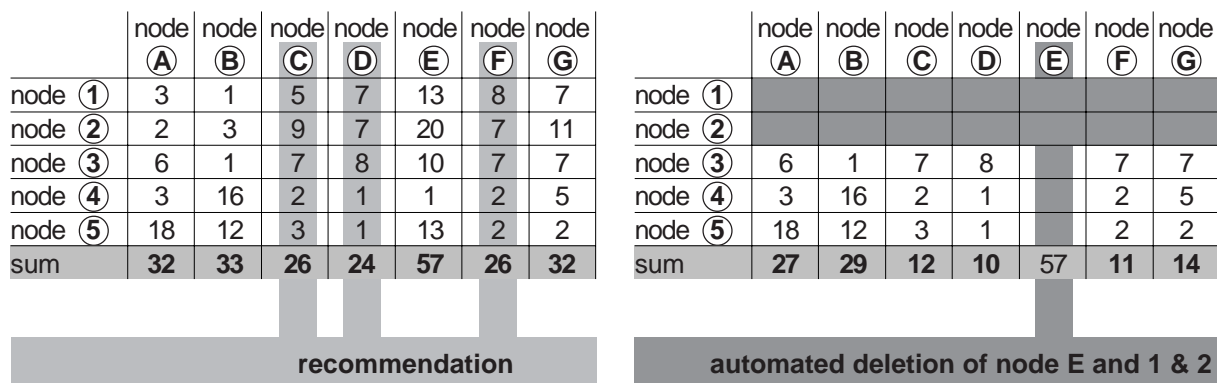 node node node node node node node
A B C D E F G
node 1 3 1 5 7 13 8 7
node 2 2 3 9 7 20 7 11
node 3 6 1 7 8 10 7 7
node 4 3 16 2 1 1 2 5
node 5 18 12 3 1 13 2 2
sum 32 33 26 24 57 26 32
recommendation
node node node node node node node
A B C D E F G
node 1
node 2
node 3 6 1 7 8 7 7
node 4 3 16 2 1 2 5
node 5 18 12 3 1 2 2
sum 27 29 12 10 57 11 14
automated deletion of node E and 1 & 2